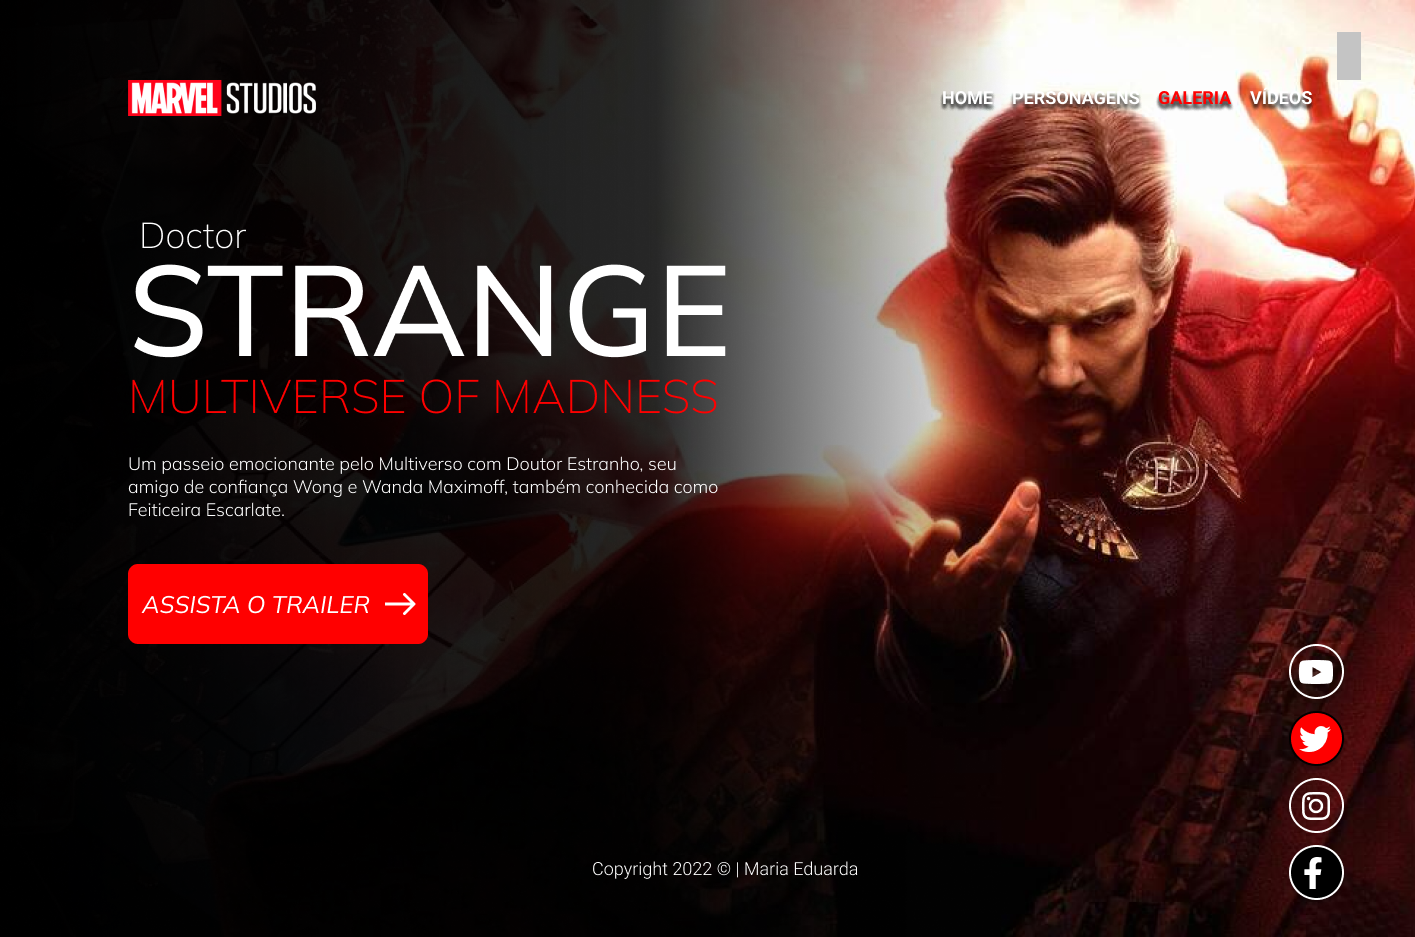 MARVEL STUDIOS
HOME PERSONAGENS GALERIA VÍDEOS
Doctor
STRANGE
MULTIVERSE OF MADNESS
Um passeio emocionante pelo Multiverso com Doutor Estranho, seu
amigo de confiança Wong e Wanda Maximoff, também conhecida como
Feiticeira Escarlate.
ASSISTA O TRAILER
Copyright 2022 © | Maria Eduarda